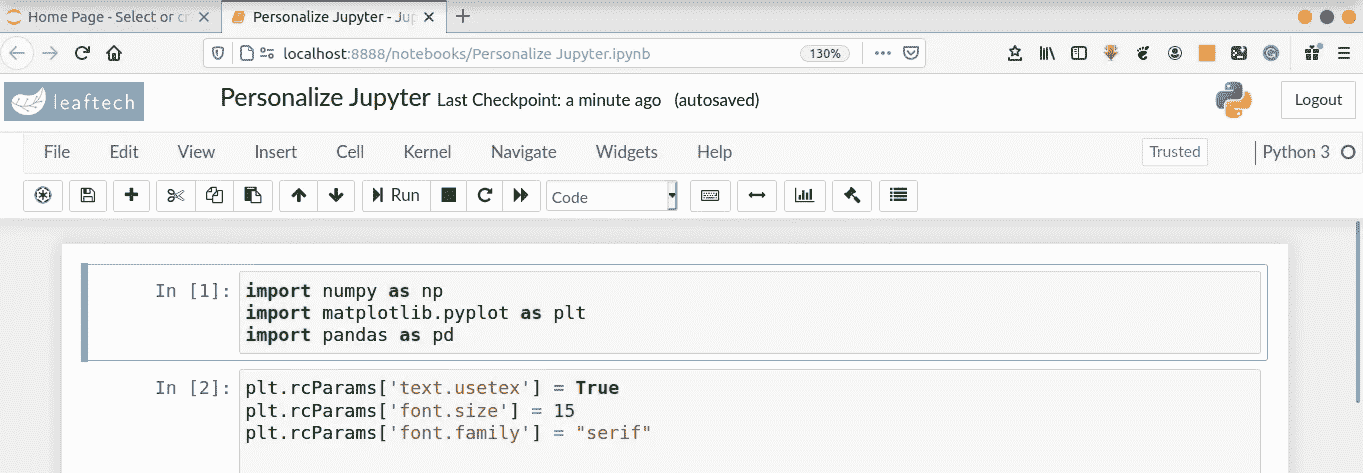 Home Page - Select or cr
Personalize Jupyter - Jup
localhost:8888/notebooks/Personalize Jupyter.ipynb
130%
leaftech
Personalize Jupyter Last Checkpoint: a minute ago (autosaved)
Logout
File Edit View Insert Cell Kernel Navigate Widgets Help
Trusted
Python 3
Run
Code
In [1]:
import numpy as np
import matplotlib.pyplot as plt
import pandas as pd
In [2]:
plt.rcParams['text.usetex'] = True
plt.rcParams['font.size'] = 15
plt.rcParams['font.family'] = "serif"